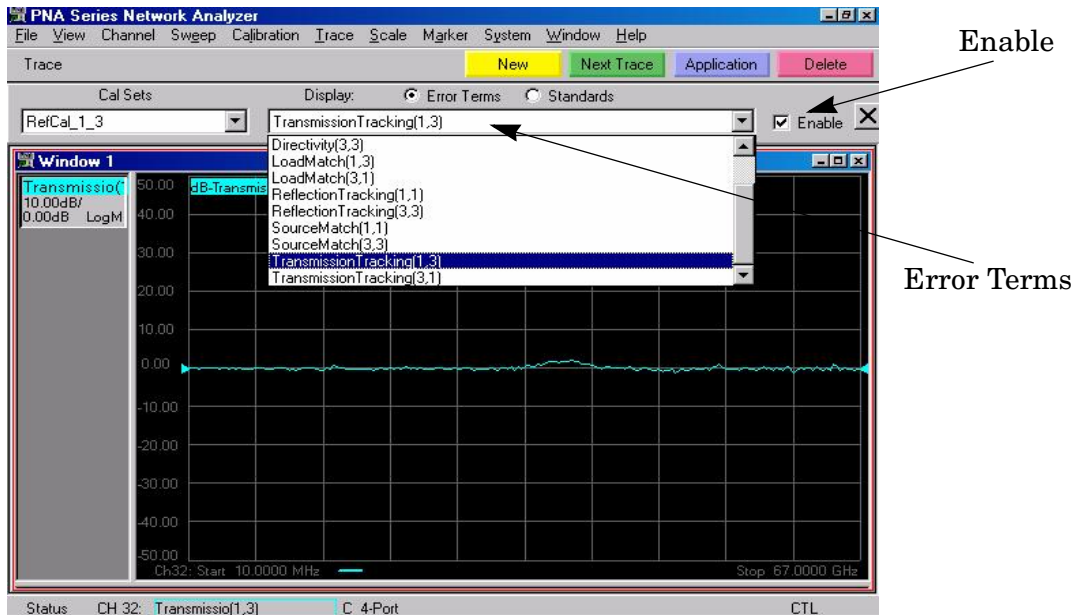 PNA Series Network Analyzer
File View Channel Sweep Calibration Trace Scale Marker System Window Help
Enable
Trace New Next Trace Application Delete
Cal Sets Display: Error Terms Standards
RefCal_1_3 TransmissionTracking(1,3) Enable
Directivity(3,3)
LoadMatch(1,3)
LoadMatch(3,1)
ReflectionTracking(1,1)
ReflectionTracking(3,3)
SourceMatch(1,1)
SourceMatch(3,3)
TransmissionTracking(1,3)
TransmissionTracking(3,1)
Error Terms
Window 1
Transmissio(
10.00dB/
0.00dB LogM
50.00 dB-Transmis
40.00
30.00
20.00
10.00
0.00
-10.00
-20.00
-30.00
-40.00
-50.00
Ch32: Start 10.0000 MHz Stop 67.0000 GHz
Status CH 32: Transmissio(1,3) C 4-Port CTL